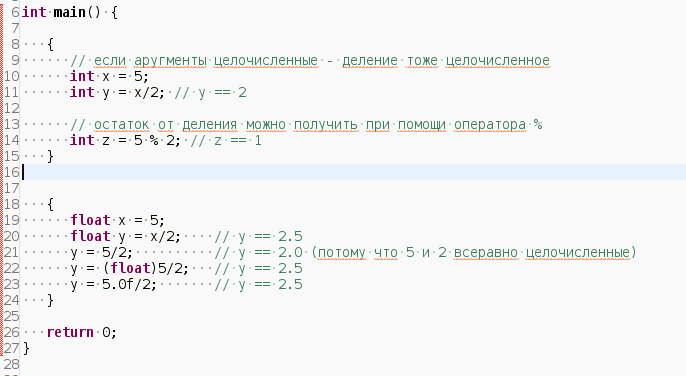 6 int main() {
7
8 {
9 // если аругменты целочисленные - деление тоже целочисленное
10 int x = 5;
11 int y = x/2; // y == 2
12
13 // остаток от деления можно получить при помощи оператора %
14 int z = 5 % 2; // z == 1
15 }
16
17
18 {
19 float x = 5;
20 float y = x/2; // y == 2.5
21 y = 5/2; // y == 2.0 (потому что 5 и 2 всеравно целочисленные)
22 y = (float)5/2; // y == 2.5
23 y = 5.0f/2; // y == 2.5
24 }
25
26 return 0;
27 }
28